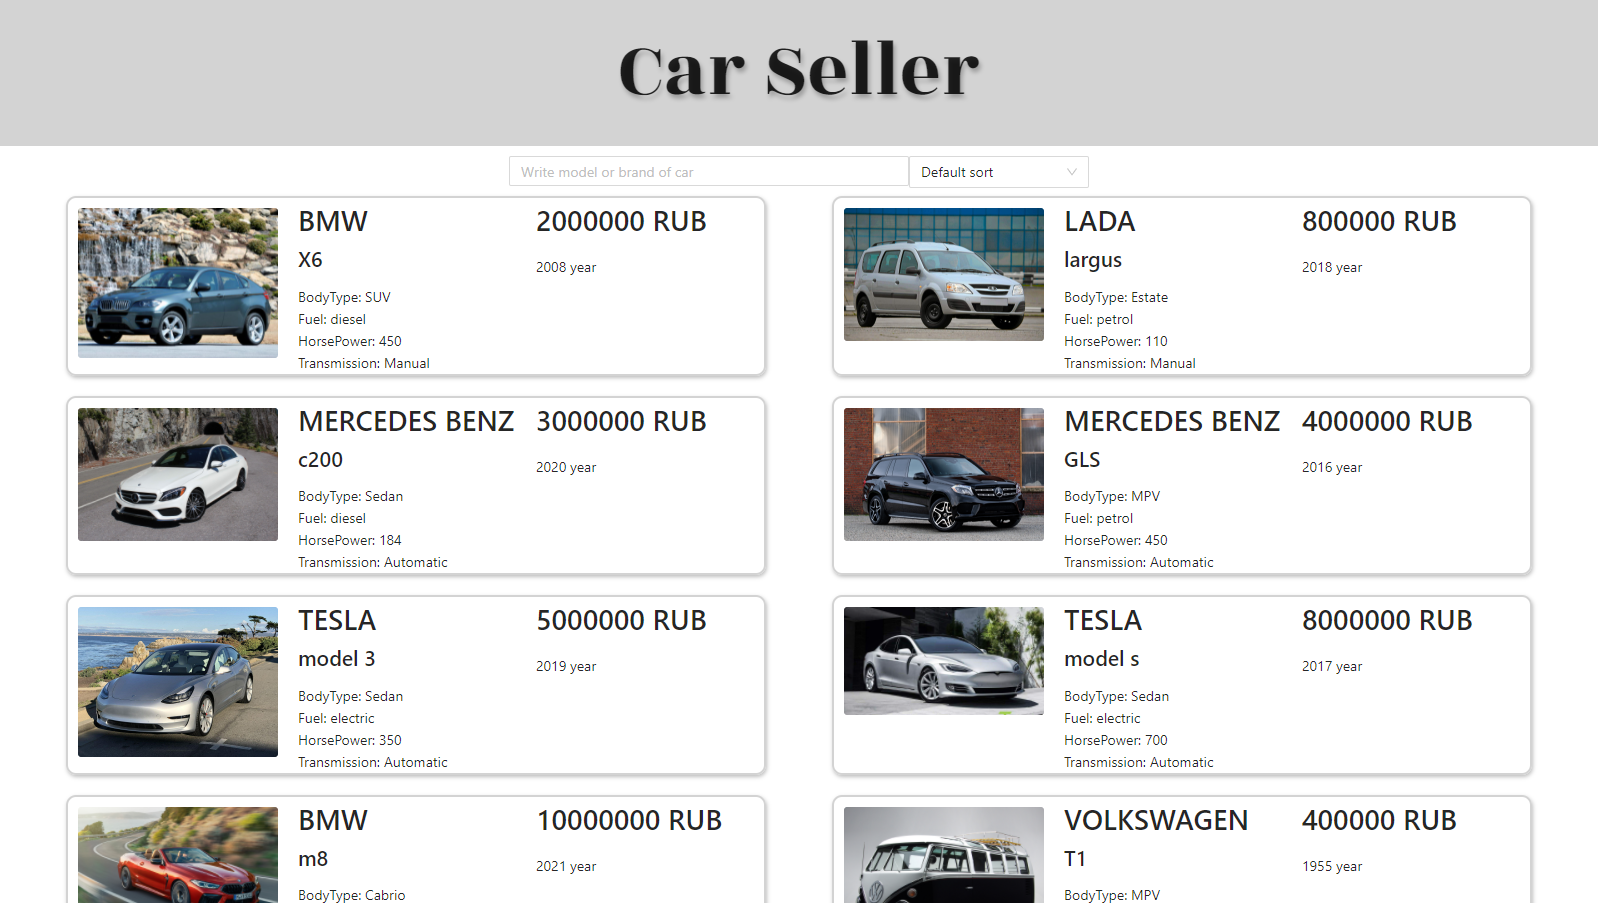 Car Seller
Write model or brand of car
Default sort
BMW
2000000 RUB
X6
2008 year
BodyType: SUV
Fuel: diesel
HorsePower: 450
Transmission: Manual
LADA
800000 RUB
largus
2018 year
BodyType: Estate
Fuel: petrol
HorsePower: 110
Transmission: Manual
MERCEDES BENZ
3000000 RUB
c200
2020 year
BodyType: Sedan
Fuel: diesel
HorsePower: 184
Transmission: Automatic
MERCEDES BENZ
4000000 RUB
GLS
2016 year
BodyType: MPV
Fuel: petrol
HorsePower: 450
Transmission: Automatic
TESLA
5000000 RUB
model 3
2019 year
BodyType: Sedan
Fuel: electric
HorsePower: 350
Transmission: Automatic
TESLA
8000000 RUB
model s
2017 year
BodyType: Sedan
Fuel: electric
HorsePower: 700
Transmission: Automatic
BMW
10000000 RUB
m8
2021 year
BodyType: Cabrio
VOLKSWAGEN
400000 RUB
T1
1955 year
BodyType: MPV